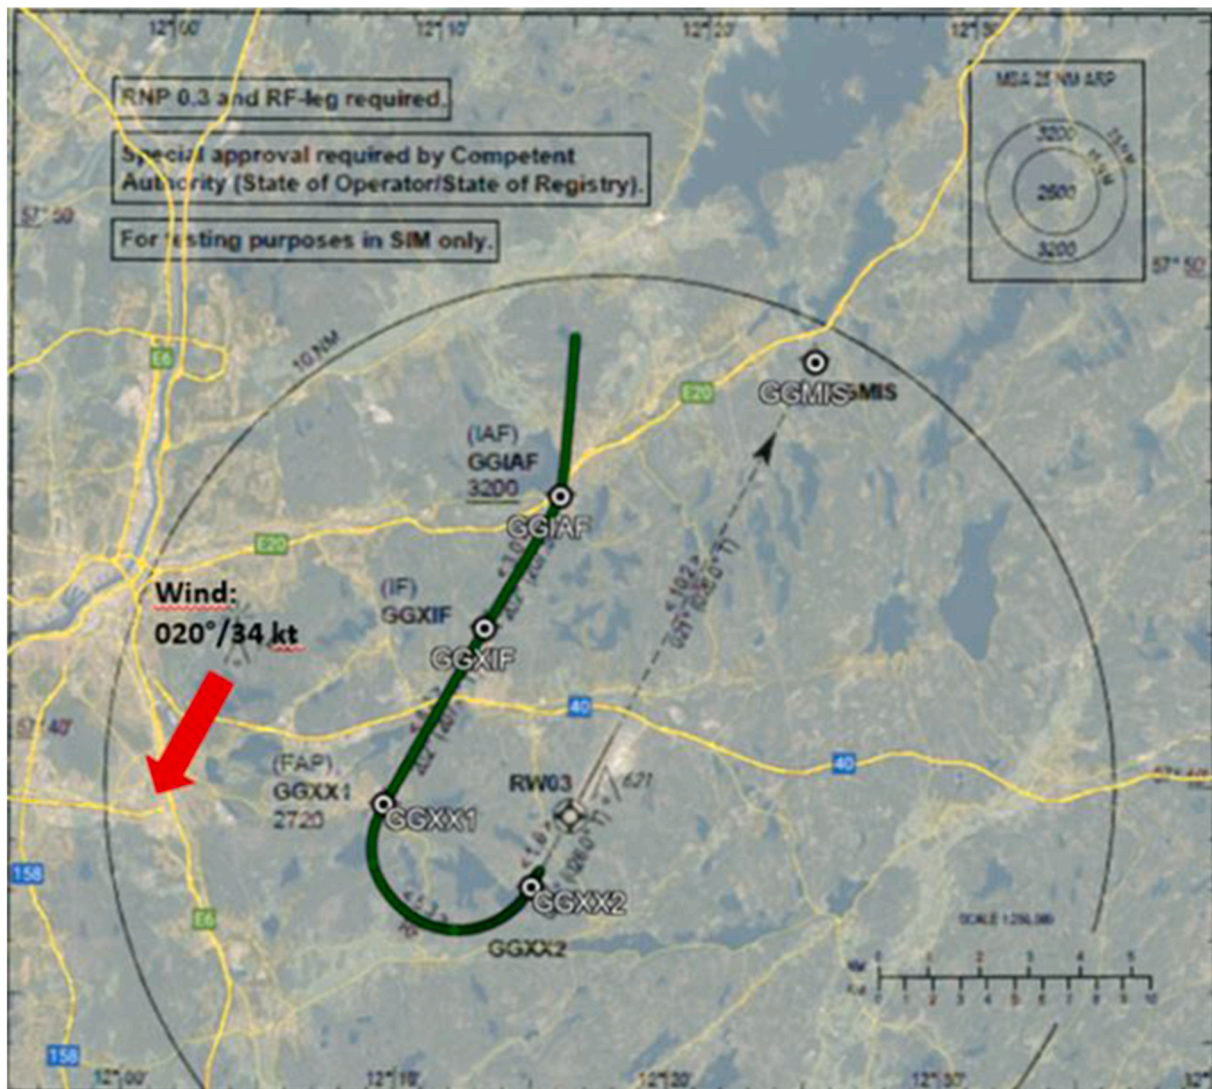 12°00'
12°10'
12°20'
12°30'
RNP 0.3 and RF-leg required.
Special approval required by Competent
Authority (State of Operator/State of Registry).
For testing purposes in SIM only.
MSA 25 NM ARP
3200
2500
3200
57°50'
57°50'
10 NM
E6
(IAF)
GGIAF
3200
GGIAF
E20
GGMIS
E20
(IF)
GGXIF
GGXIF
Wind:
020°/34 kt
57°40'
40
40
(FAP)
GGXX1
2720
GGXX1
RW03
621
158
E6
GGXX2
GGXX2
158
12°00'
12°10'
12°20'